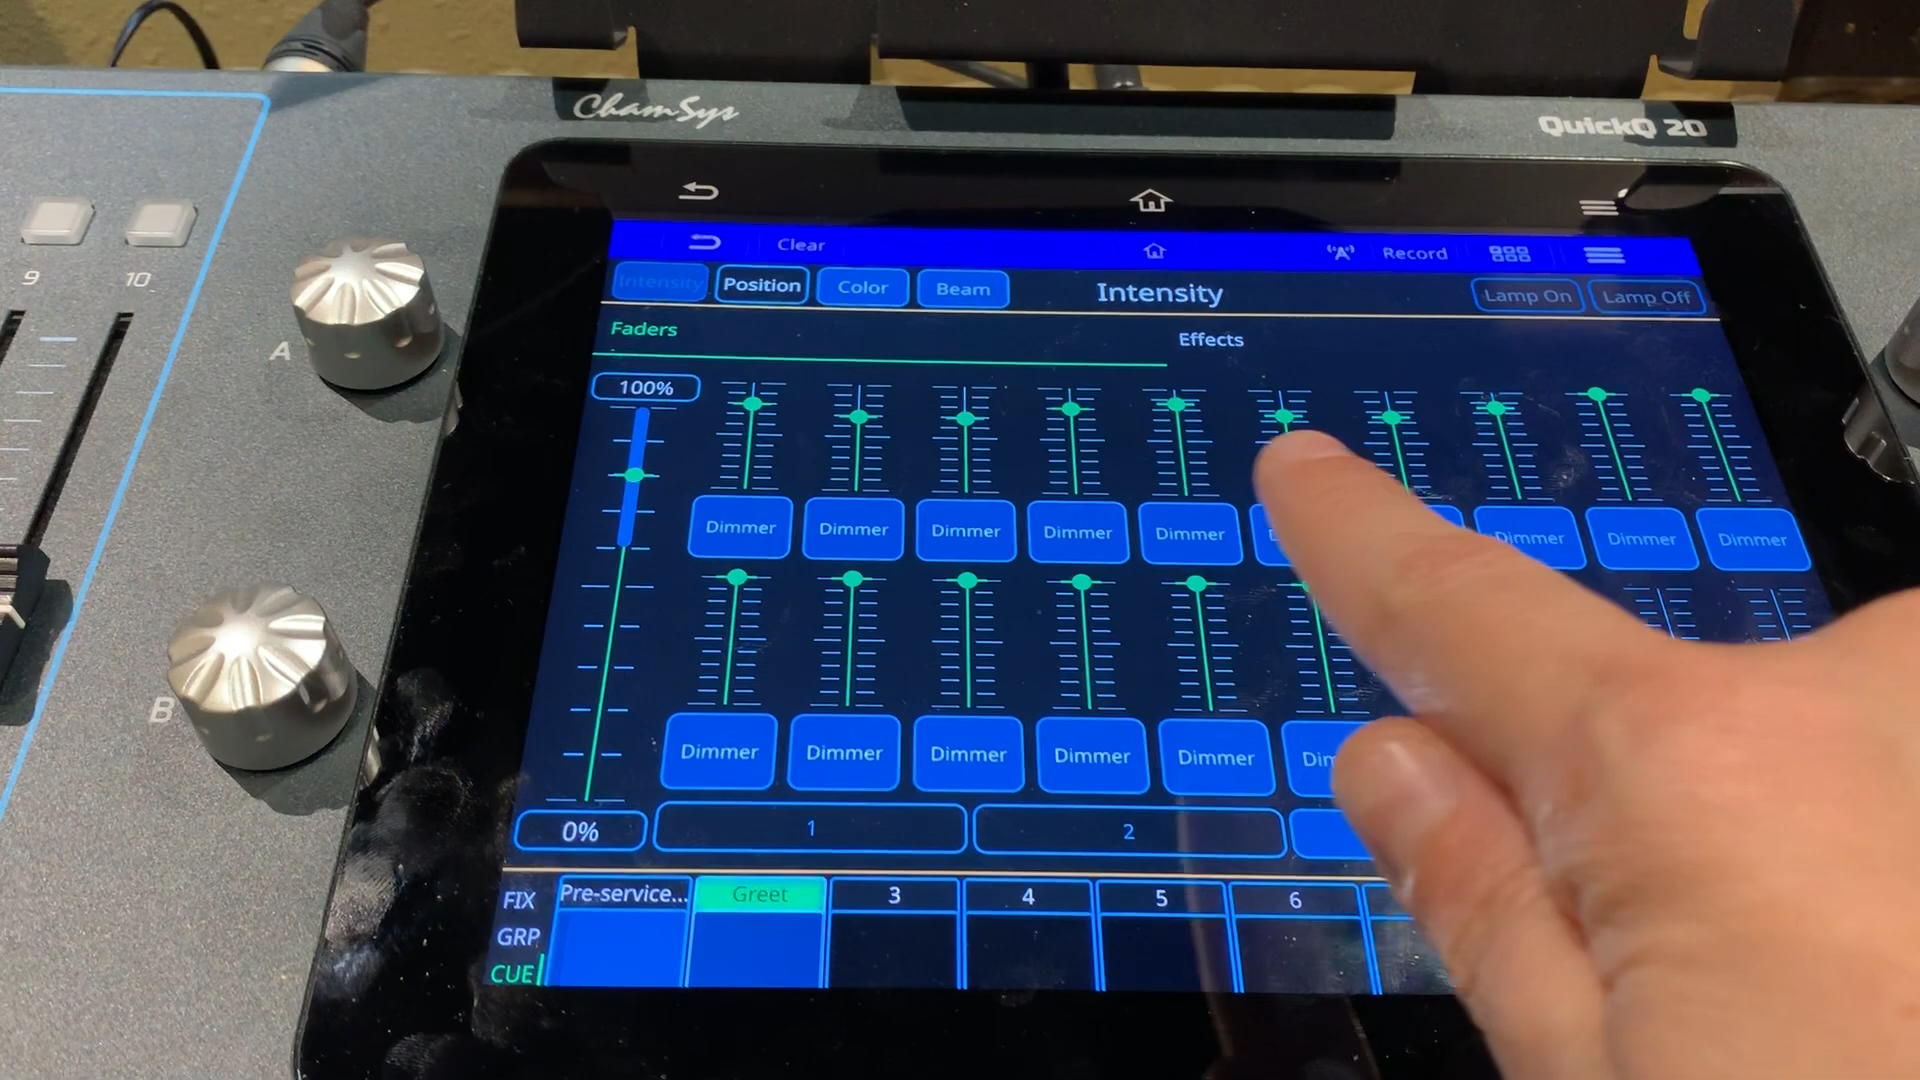 ChamSys
QuickQ 20
Clear
Record
Intensity
Position
Color
Beam
Intensity
Lamp On
Lamp Off
Faders
Effects
9
10
A
100%
Dimmer
Dimmer
Dimmer
Dimmer
Dimmer
Dimmer
Dimmer
Dimmer
B
Dimmer
Dimmer
Dimmer
Dimmer
Dimmer
Dim
0%
1
2
FIX
GRP
CUE
Pre-service...
Greet
3
4
5
6